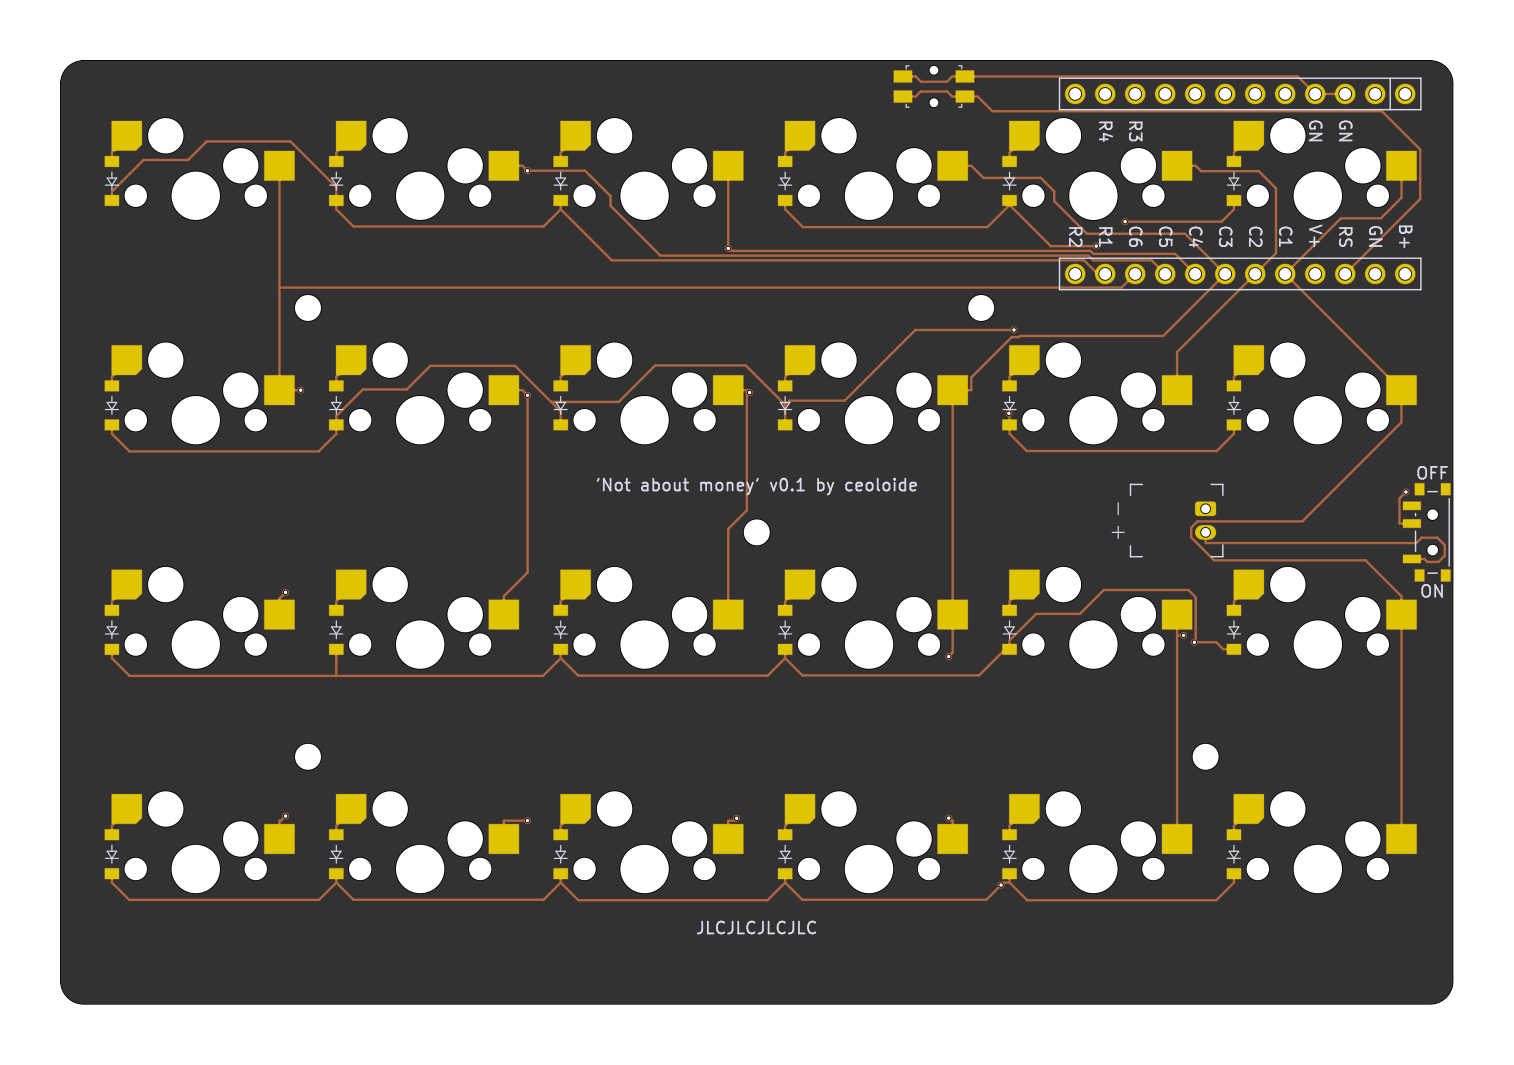 R4 R3 GN GN
R2 R1 C6 C5 C4 C3 C2 C1 V+ RS GN B+
OFF
'Not about money' v0.1 by ceoloide
+
ON
JLCJLCJLCJLC